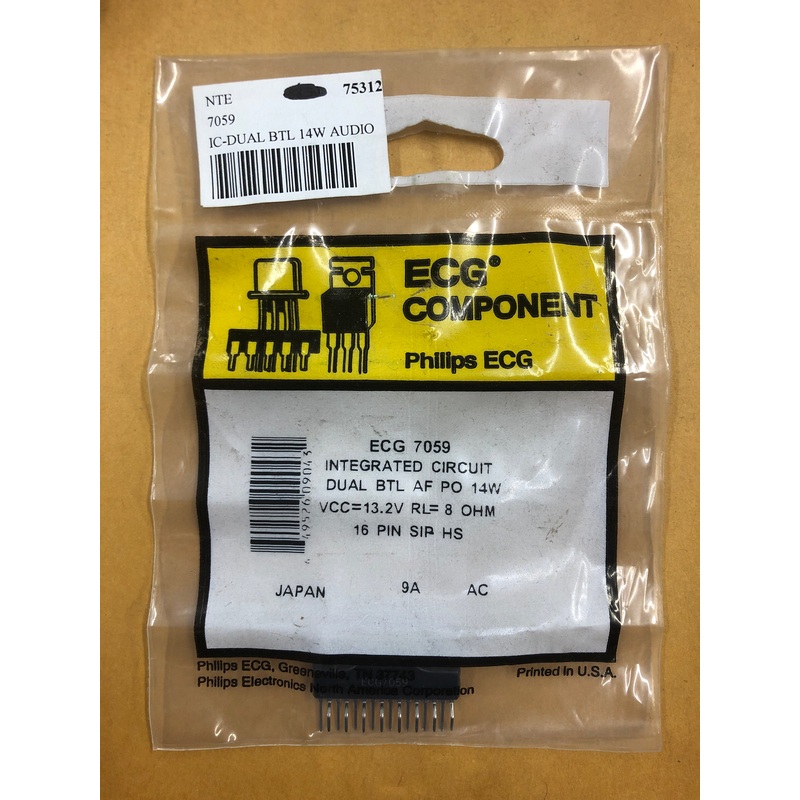 NTE 75312
7059
IC-DUAL BTL 14W AUDIO
ECG®
COMPONENT
Philips ECG
ECG 7059
INTEGRATED CIRCUIT
DUAL BTL AF PO 14W
VCC=13.2V RL= 8 OHM
16 PIN SIP HS
JAPAN 9A AC
Philips ECG, Greeneville, TN 37743
Philips Electronics North America Corporation
Printed in U.S.A.
ECG7059